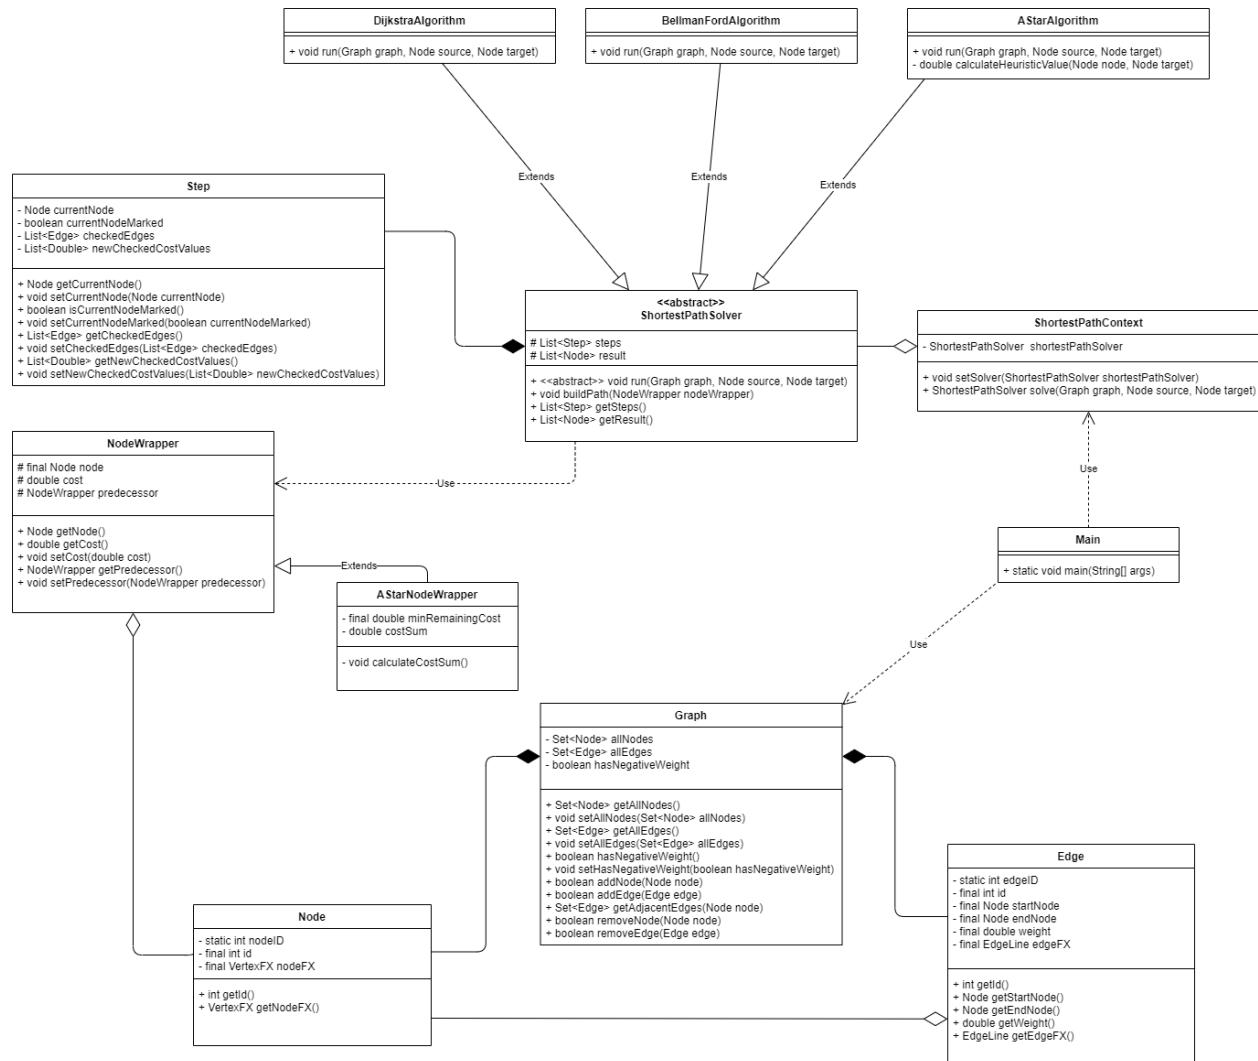 DijkstraAlgorithm
+ void run(Graph graph, Node source, Node target)
BellmanFordAlgorithm
+ void run(Graph graph, Node source, Node target)
AStarAlgorithm
+ void run(Graph graph, Node source, Node target)
- double calculateHeuristicValue(Node node, Node target)
Extends
Extends
Extends
Step
- Node currentNode
- boolean currentNodeMarked
- List<Edge> checkedEdges
- List<Double> newCheckedCostValues
+ Node getCurrentNode()
+ void setCurrentNode(Node currentNode)
+ boolean isCurrentNodeMarked()
+ void setCurrentNodeMarked(boolean currentNodeMarked)
+ List<Edge> getCheckedEdges()
+ void setCheckedEdges(List<Edge> checkedEdges)
+ List<Double> getNewCheckedCostValues()
+ void setNewCheckedCostValues(List<Double> newCheckedCostValues)
<<abstract>>
ShortestPathSolver
# List<Step> steps
# List<Node> result
+ <<abstract>> void run(Graph graph, Node source, Node target)
+ void buildPath(NodeWrapper nodeWrapper)
+ List<Step> getSteps()
+ List<Node> getResult()
ShortestPathContext
- ShortestPathSolver shortestPathSolver
+ void setSolver(ShortestPathSolver shortestPathSolver)
+ ShortestPathSolver solve(Graph graph, Node source, Node target)
NodeWrapper
# final Node node
# double cost
# NodeWrapper predecessor
+ Node getNode()
+ double getCost()
+ void setCost(double cost)
+ NodeWrapper getPredecessor()
+ void setPredecessor(NodeWrapper predecessor)
Use
Use
Main
+ static void main(String[] args)
Extends
AStarNodeWrapper
- final double minRemainingCost
- double costSum
- void calculateCostSum()
Use
Graph
- Set<Node> allNodes
- Set<Edge> allEdges
- boolean hasNegativeWeight
+ Set<Node> getAllNodes()
+ void setAllNodes(Set<Node> allNodes)
+ Set<Edge> getAllEdges()
+ void setAllEdges(Set<Edge> allEdges)
+ boolean hasNegativeWeight()
+ void setHasNegativeWeight(boolean hasNegativeWeight)
+ boolean addNode(Node node)
+ boolean addEdge(Edge edge)
+ Set<Edge> getAdjacentEdges(Node node)
+ boolean removeNode(Node node)
+ boolean removeEdge(Edge edge)
Edge
- static int edgeID
- final int id
- final Node startNode
- final Node endNode
- final double weight
- final EdgeLine edgeFX
+ int getId()
+ Node getStartNode()
+ Node getEndNode()
+ double getWeight()
+ EdgeLine getEdgeFX()
Node
- static int nodeID
- final int id
- final VertexFX nodeFX
+ int getId()
+ VertexFX getNodeFX()